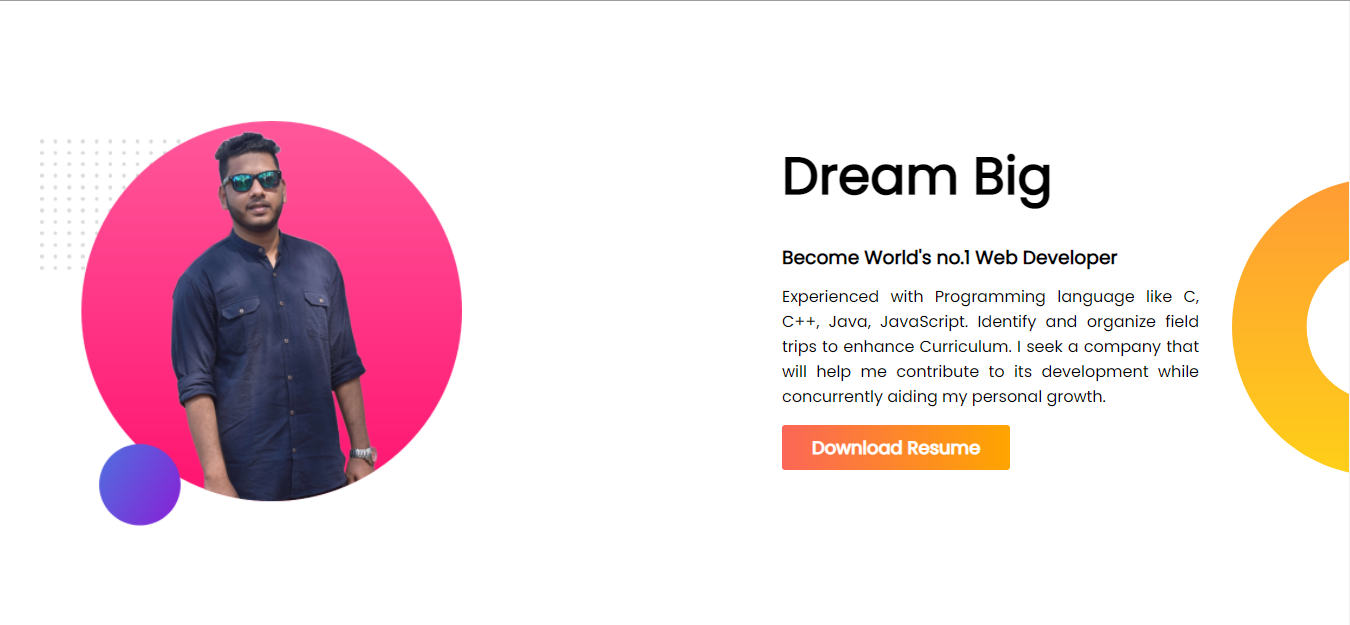 Dream Big
Become World's no.1 Web Developer
Experienced with Programming language like C,
C++, Java, JavaScript. Identify and organize field
trips to enhance Curriculum. I seek a company that
will help me contribute to its development while
concurrently aiding my personal growth.
Download Resume